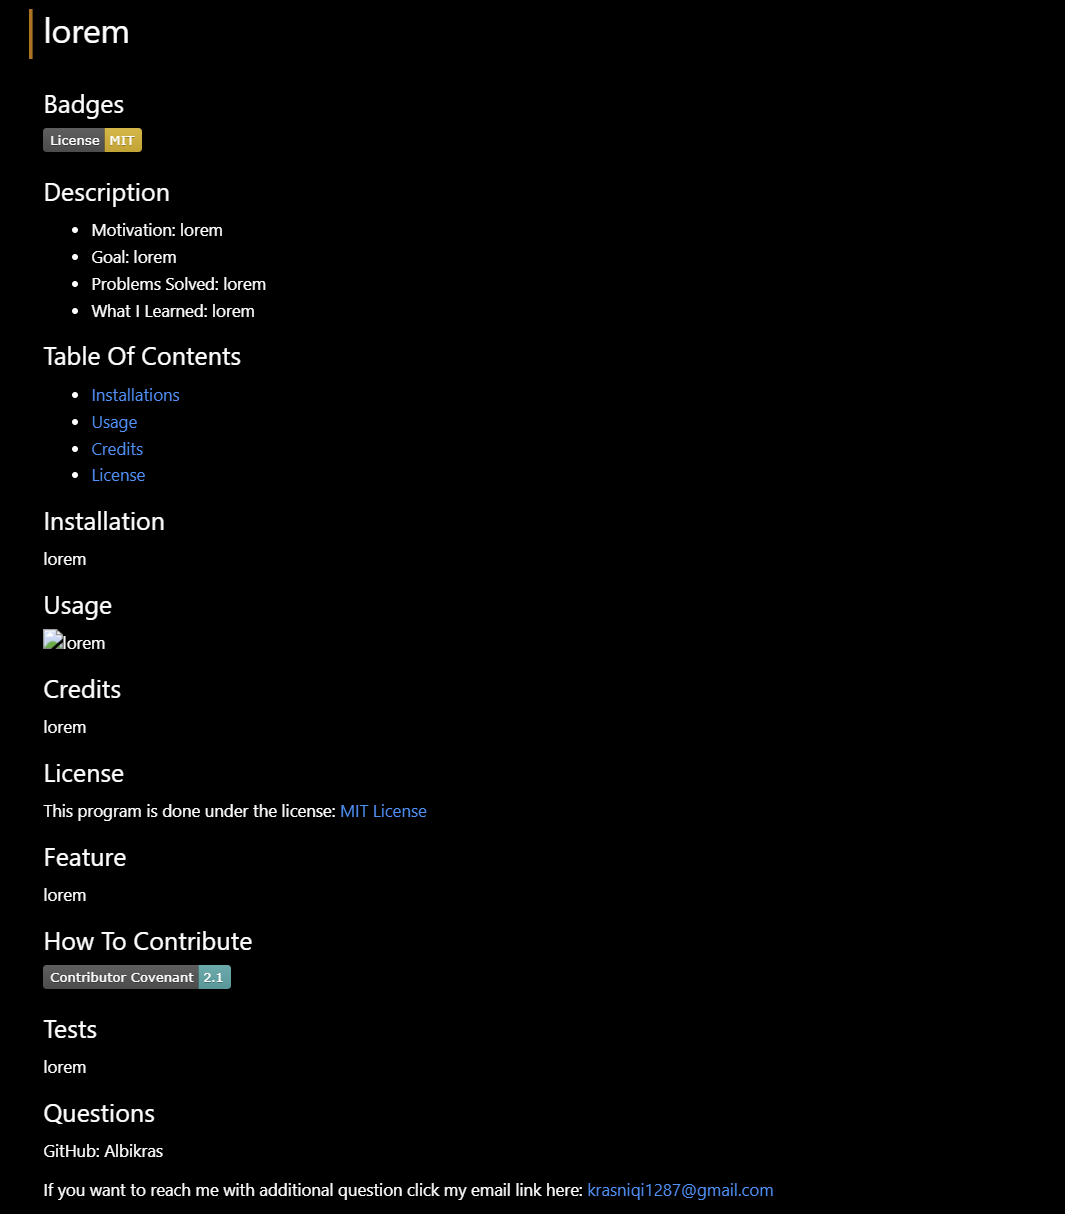 lorem
Badges
License MIT
Description
Motivation: lorem
Goal: lorem
Problems Solved: lorem
What I Learned: lorem
Table Of Contents
Installations
Usage
Credits
License
Installation
lorem
Usage
lorem
Credits
lorem
License
This program is done under the license: MIT License
Feature
lorem
How To Contribute
Contributor Covenant 2.1
Tests
lorem
Questions
GitHub: Albikras
If you want to reach me with additional question click my email link here: krasniqi1287@gmail.com